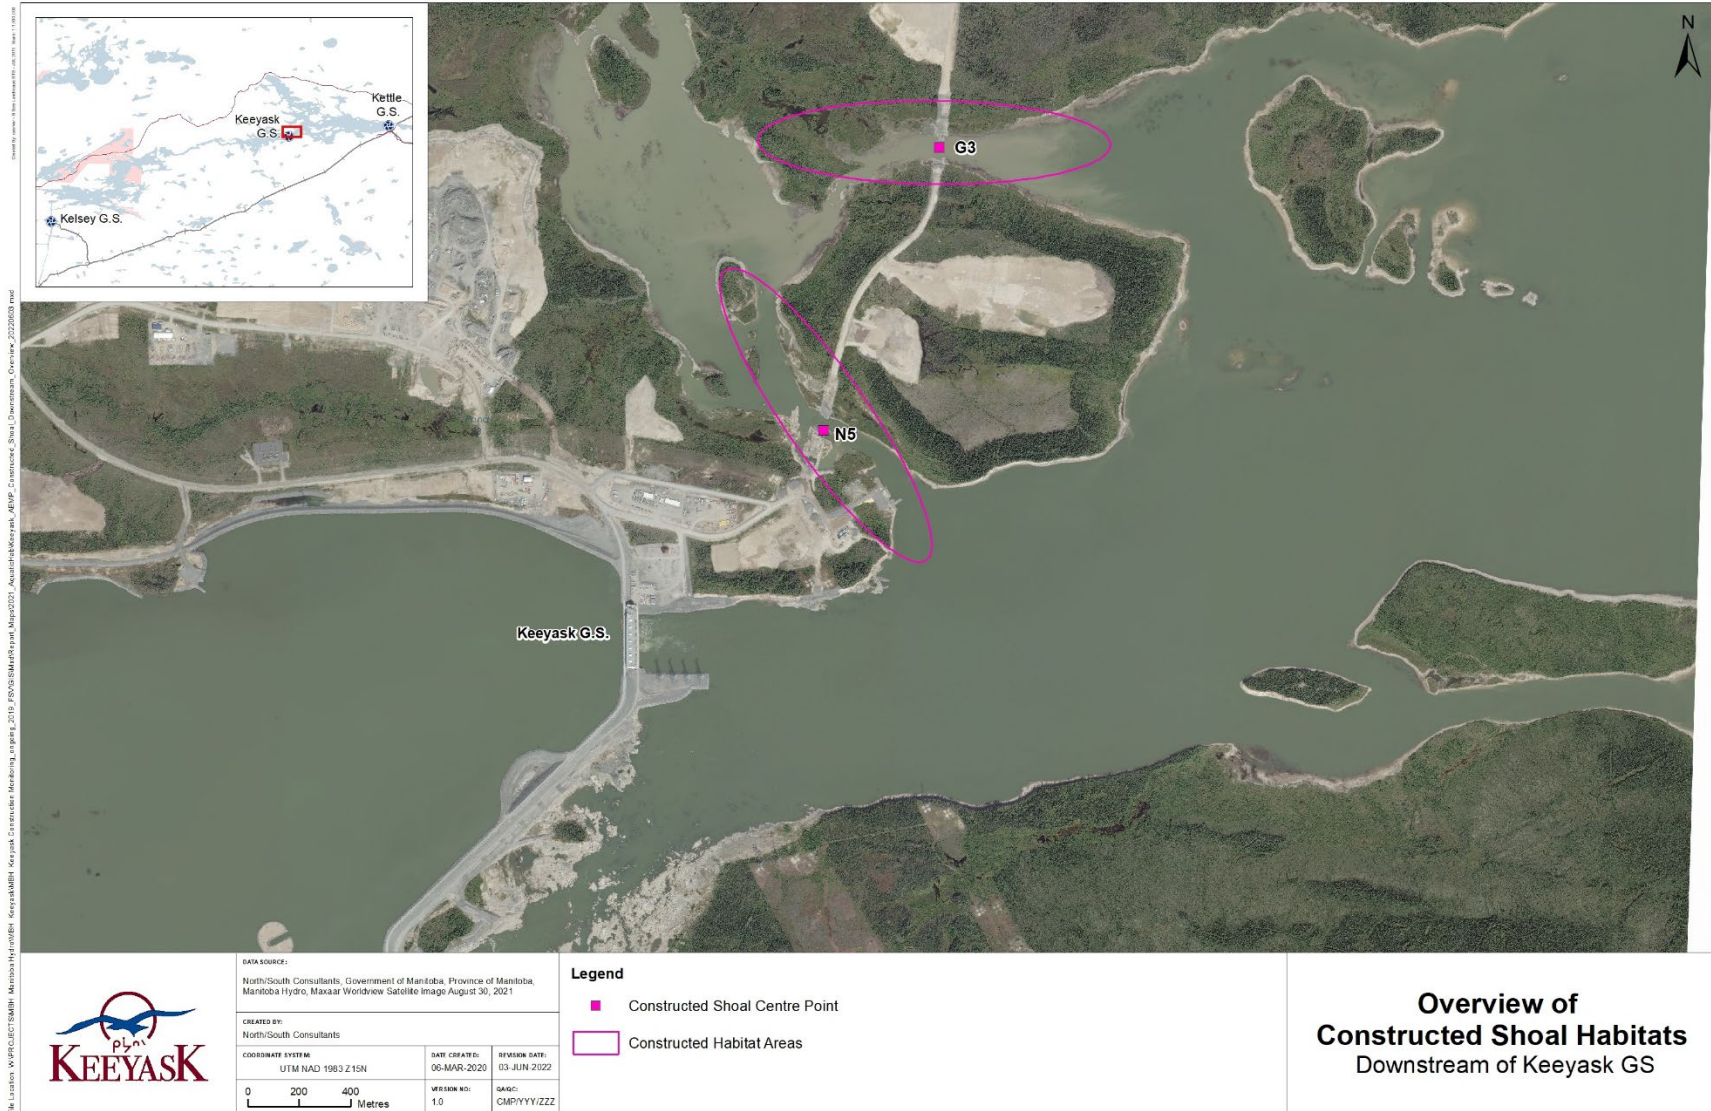 N
Kettle
G.S.
Keeyask
G.S.
Kelsey G.S.
G3
N5
Keeyask G.S.
ᑭᔭᐢ
KEEYASK
DATA SOURCE:
North/South Consultants, Government of Manitoba, Province of Manitoba,
Manitoba Hydro, Maxaar Worldview Satellite Image August 30, 2021
CREATED BY:
North/South Consultants
COORDINATE SYSTEM:
UTM NAD 1983 Z15N
DATE CREATED:
06-MAR-2020
REVISION DATE:
03-JUN-2022
0 200 400
Metres
VERSION NO:
1.0
QA/QC:
CMP/YYY/ZZZ
Legend
Constructed Shoal Centre Point
Constructed Habitat Areas
Overview of
Constructed Shoal Habitats
Downstream of Keeyask GS